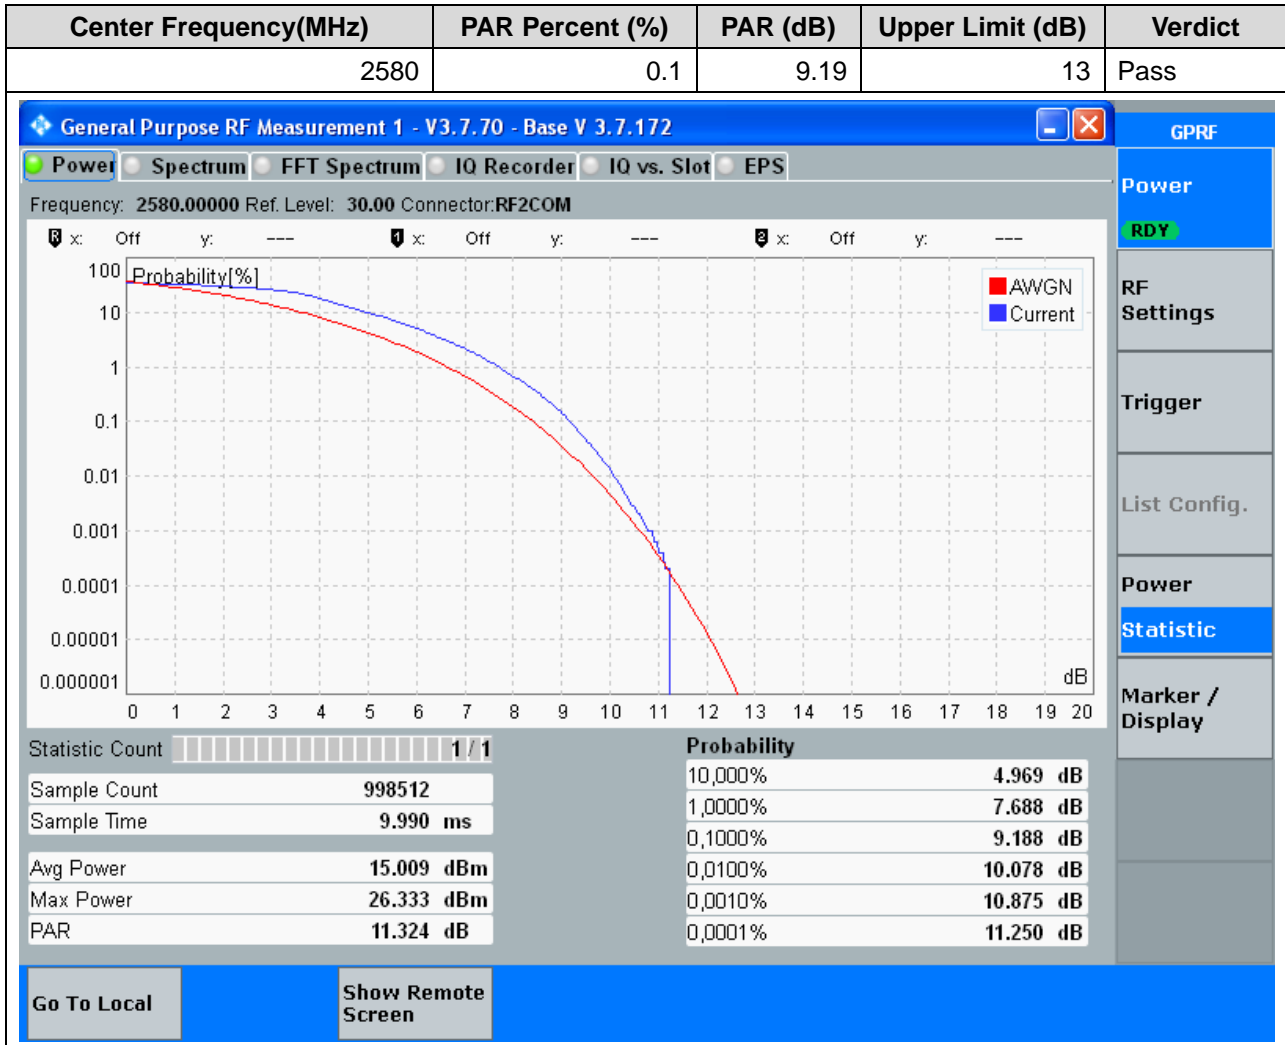 Center Frequency(MHz) PAR Percent (%) PAR (dB) Upper Limit (dB) Verdict
2580 0.1 9.19 13 Pass
General Purpose RF Measurement 1 - V3.7.70 - Base V 3.7.172
GPRF
Power Spectrum FFT Spectrum IQ Recorder IQ vs. Slot EPS
Frequency: 2580.00000 Ref. Level: 30.00 Connector:RF2COM
R x: Off y: --- 1 x: Off y: --- 2 x: Off y: ---
Probability[%]
AWGN
Current
100
10
1
0.1
0.01
0.001
0.0001
0.00001
0.000001
dB
0 1 2 3 4 5 6 7 8 9 10 11 12 13 14 15 16 17 18 19 20
Statistic Count 1 / 1
Sample Count 998512
Sample Time 9.990 ms
Avg Power 15.009 dBm
Max Power 26.333 dBm
PAR 11.324 dB
Probability
10,000% 4.969 dB
1,0000% 7.688 dB
0,1000% 9.188 dB
0,0100% 10.078 dB
0,0010% 10.875 dB
0,0001% 11.250 dB
Power
RDY
RF
Settings
Trigger
List Config.
Power
Statistic
Marker /
Display
Go To Local
Show Remote
Screen